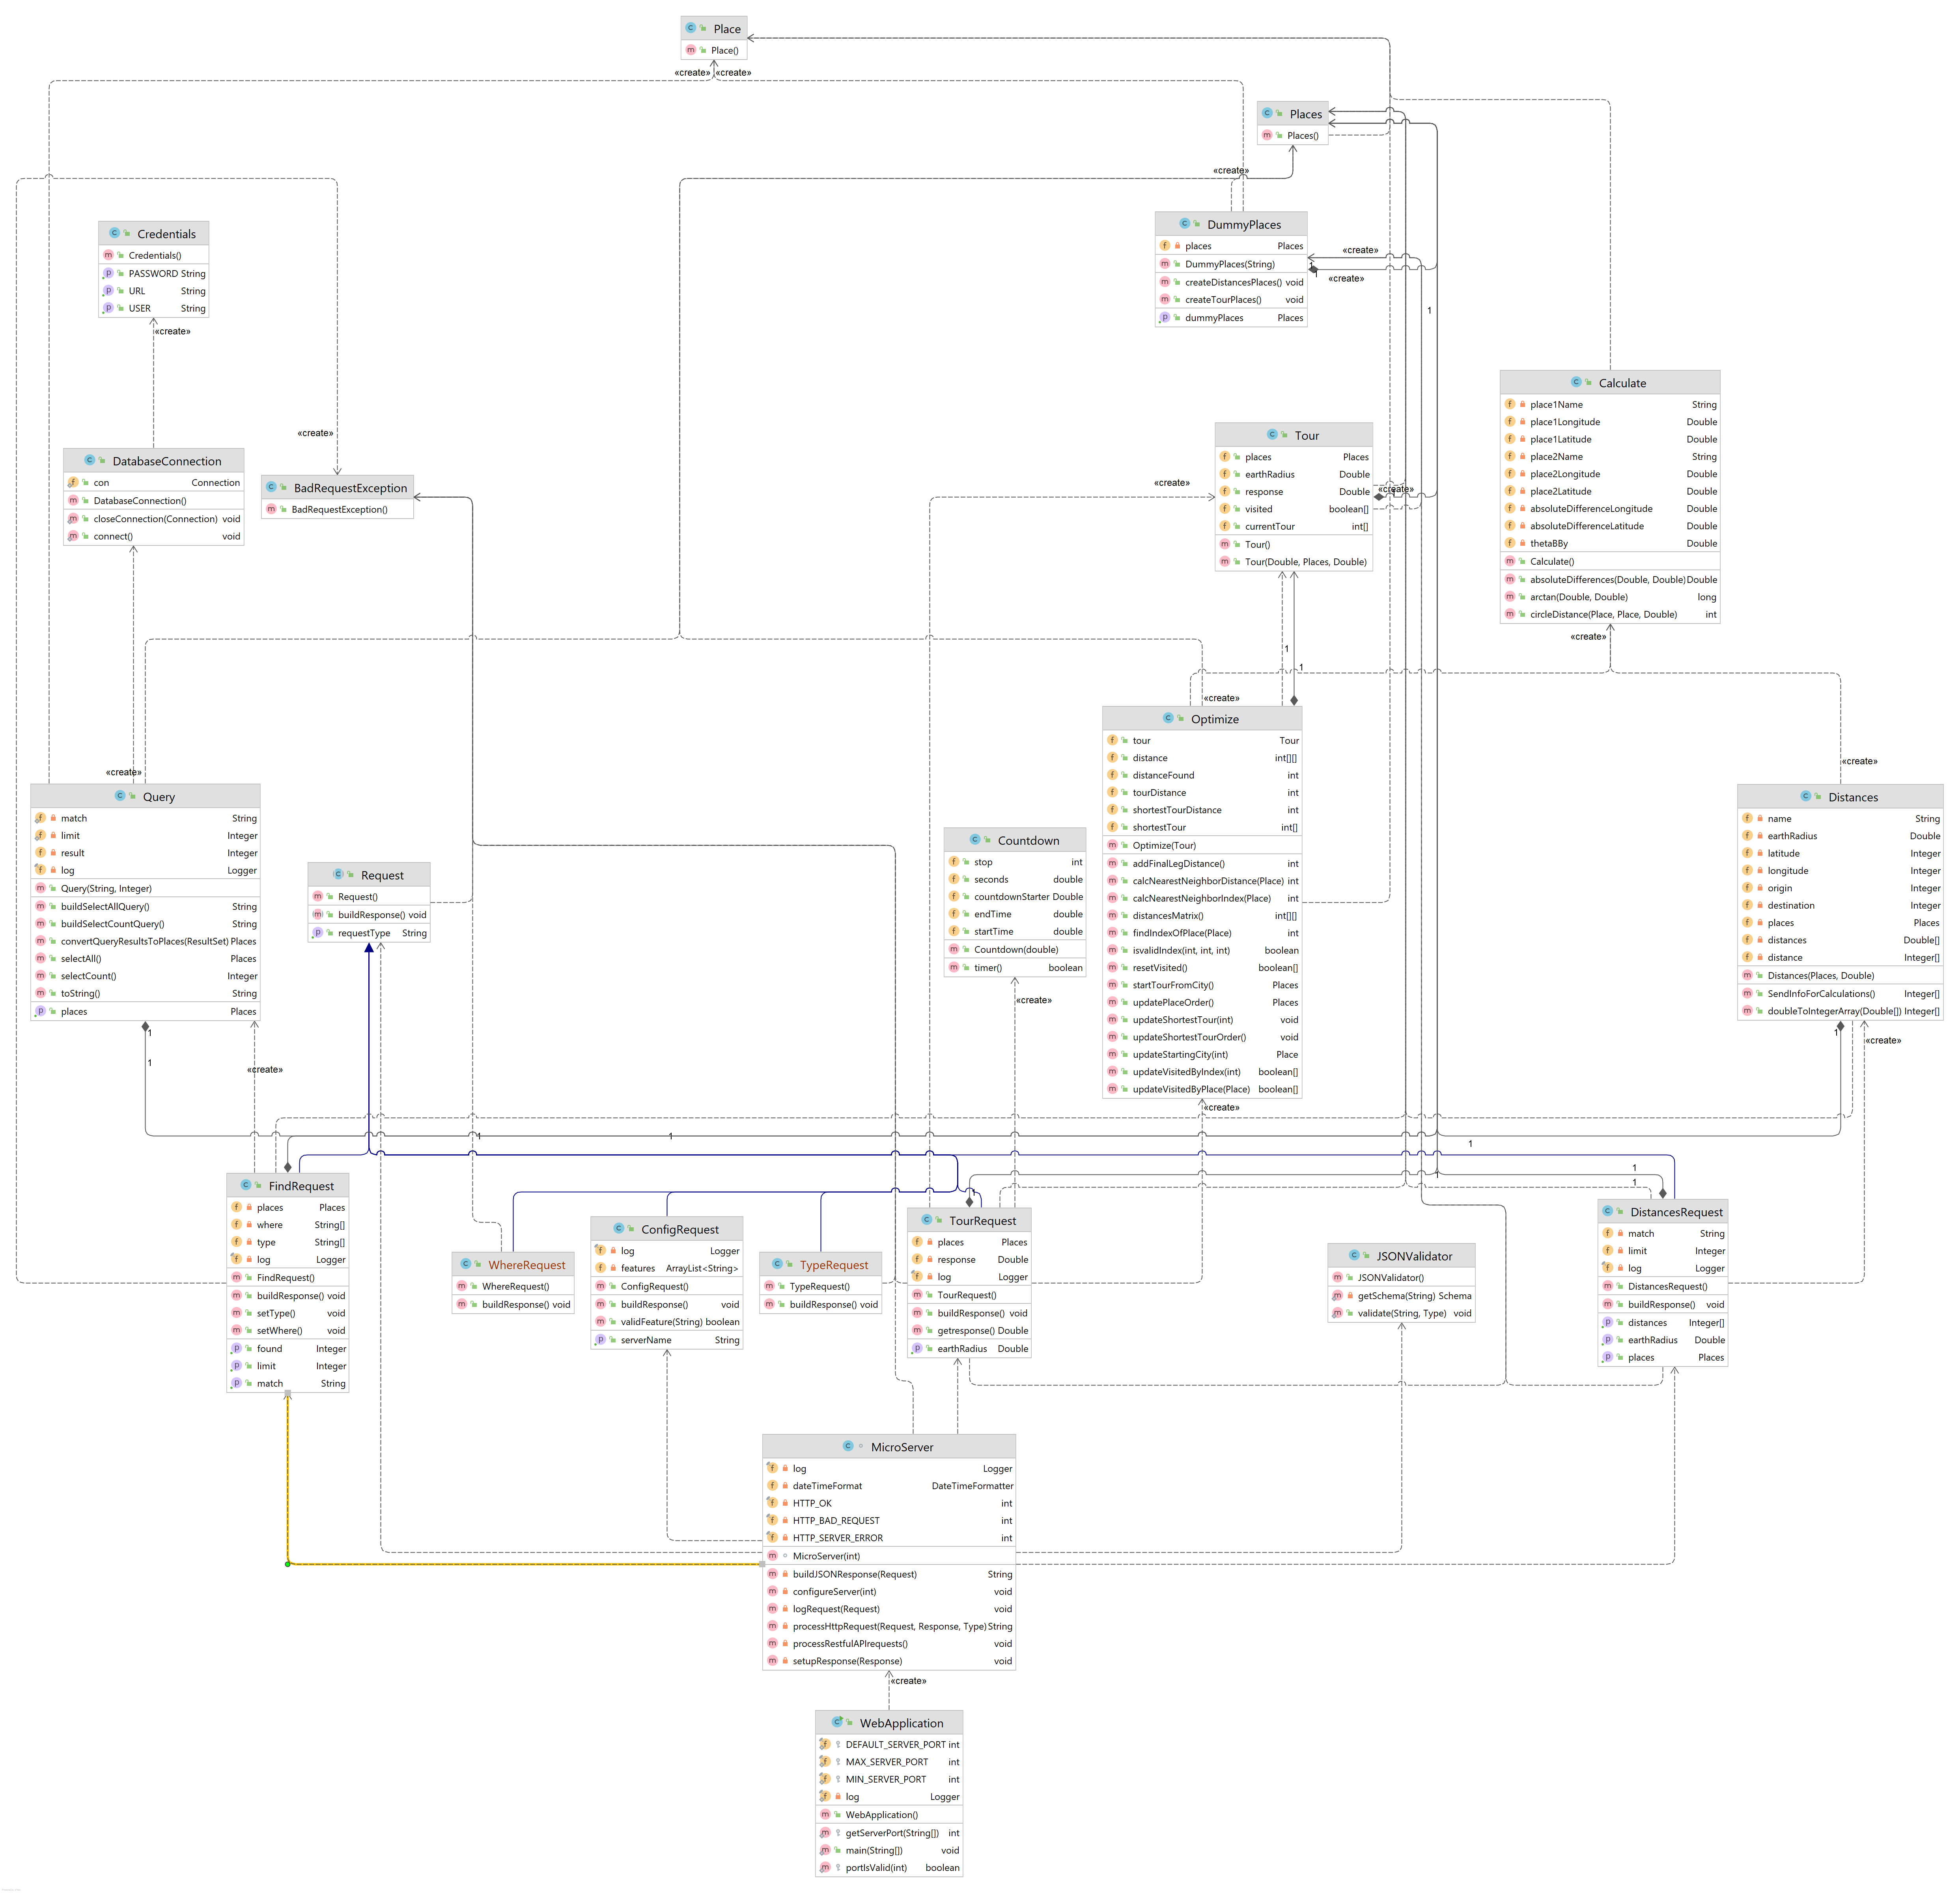 Place
Place()
«create»
«create»
Places
Places()
«create»
DummyPlaces
places Places
DummyPlaces(String)
createDistancesPlaces() void
createTourPlaces() void
dummyPlaces Places
«create»
«create»
1
1
Credentials
Credentials()
PASSWORD String
URL String
USER String
«create»
Calculate
place1Name String
place1Longitude Double
place1Latitude Double
place2Name String
place2Longitude Double
place2Latitude Double
absoluteDifferenceLongitude Double
absoluteDifferenceLatitude Double
thetaBBy Double
Calculate()
absoluteDifferences(Double, Double) Double
arctan(Double, Double) long
circleDistance(Place, Place, Double) int
«create»
Tour
places Places
earthRadius Double
response Double
visited boolean[]
currentTour int[]
Tour()
Tour(Double, Places, Double)
«create»
«create»
1
1
DatabaseConnection
con Connection
DatabaseConnection()
closeConnection(Connection) void
connect() void
«create»
BadRequestException
BadRequestException()
«create»
Optimize
tour Tour
distance int[][]
distanceFound int
tourDistance int
shortestTourDistance int
shortestTour int[]
Optimize(Tour)
addFinalLegDistance() int
calcNearestNeighborDistance(Place) int
calcNearestNeighborIndex(Place) int
distancesMatrix() int[][]
findIndexOfPlace(Place) int
isvalidIndex(int, int, int) boolean
resetVisited() boolean[]
startTourFromCity() Places
updatePlaceOrder() Places
updateShortestTour(int) void
updateShortestTourOrder() void
updateStartingCity(int) Place
updateVisitedByIndex(int) boolean[]
updateVisitedByPlace(Place) boolean[]
«create»
«create»
Query
match String
limit Integer
result Integer
log Logger
Query(String, Integer)
buildSelectAllQuery() String
buildSelectCountQuery() String
convertQueryResultsToPlaces(ResultSet) Places
selectAll() Places
selectCount() Integer
toString() String
places Places
1
1
«create»
«create»
Distances
name String
earthRadius Double
latitude Integer
longitude Integer
origin Integer
destination Integer
places Places
distances Double[]
distance Integer[]
Distances(Places, Double)
SendInfoForCalculations() Integer[]
doubleToIntegerArray(Double[]) Integer[]
1
«create»
Countdown
stop int
seconds double
countdownStarter Double
endTime double
startTime double
Countdown(double)
timer() boolean
«create»
Request
Request()
buildResponse() void
requestType String
1
1
1
1
1
1
1
FindRequest
places Places
where String[]
type String[]
log Logger
FindRequest()
buildResponse() void
setType() void
setWhere() void
found Integer
limit Integer
match String
WhereRequest
WhereRequest()
buildResponse() void
ConfigRequest
log Logger
features ArrayList<String>
ConfigRequest()
buildResponse() void
validFeature(String) boolean
serverName String
TypeRequest
TypeRequest()
buildResponse() void
TourRequest
places Places
response Double
log Logger
TourRequest()
buildResponse() void
getresponse() Double
earthRadius Double
JSONValidator
JSONValidator()
getSchema(String) Schema
validate(String, Type) void
DistancesRequest
match String
limit Integer
log Logger
DistancesRequest()
buildResponse() void
distances Integer[]
earthRadius Double
places Places
MicroServer
log Logger
dateTimeFormat DateTimeFormatter
HTTP_OK int
HTTP_BAD_REQUEST int
HTTP_SERVER_ERROR int
MicroServer(int)
buildJSONResponse(Request) String
configureServer(int) void
logRequest(Request) void
processHttpRequest(Request, Response, Type) String
processRestfulAPIrequests() void
setupResponse(Response) void
«create»
WebApplication
DEFAULT_SERVER_PORT int
MAX_SERVER_PORT int
MIN_SERVER_PORT int
log Logger
WebApplication()
getServerPort(String[]) int
main(String[]) void
portIsValid(int) boolean